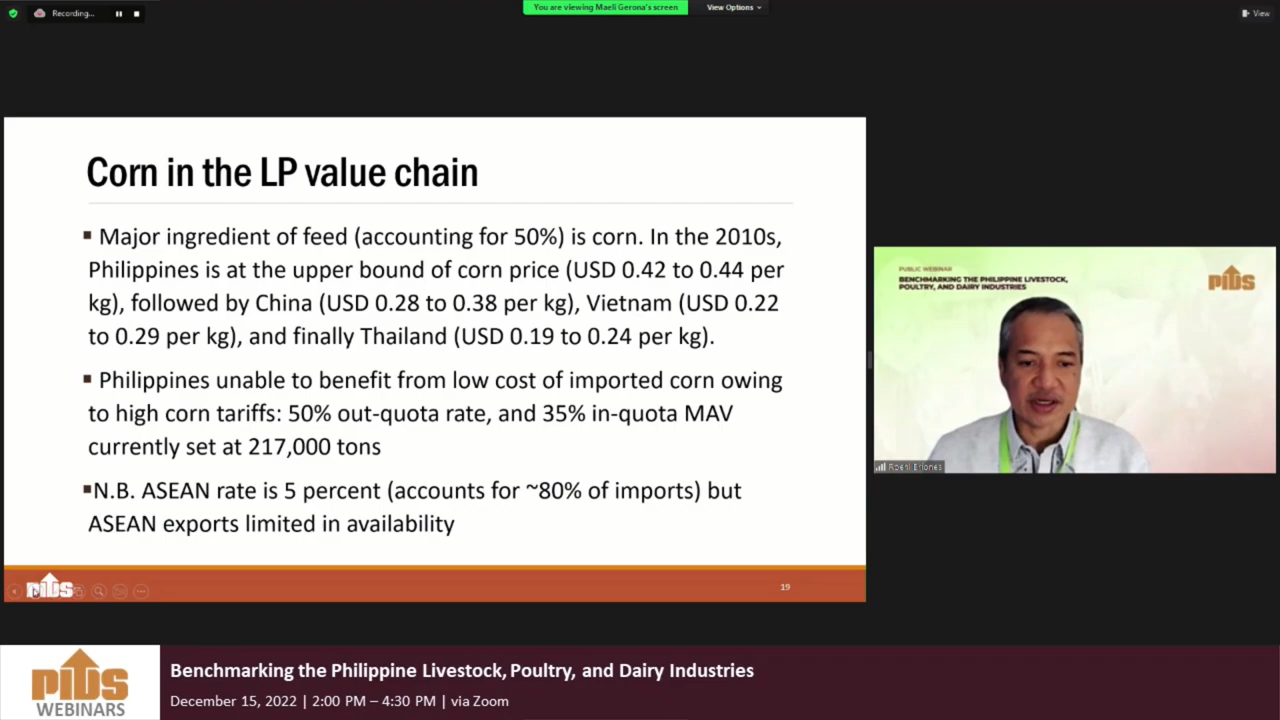 Recording...
You are viewing Maeli Gerona's screen
View Options
View
Corn in the LP value chain
▪ Major ingredient of feed (accounting for 50%) is corn. In the 2010s,
Philippines is at the upper bound of corn price (USD 0.42 to 0.44 per
kg), followed by China (USD 0.28 to 0.38 per kg), Vietnam (USD 0.22
to 0.29 per kg), and finally Thailand (USD 0.19 to 0.24 per kg).
▪ Philippines unable to benefit from low cost of imported corn owing
to high corn tariffs: 50% out-quota rate, and 35% in-quota MAV
currently set at 217,000 tons
▪N.B. ASEAN rate is 5 percent (accounts for ~80% of imports) but
ASEAN exports limited in availability
PIDS
19
PUBLIC WEBINAR
BENCHMARKING THE PHILIPPINE LIVESTOCK,
POULTRY, AND DAIRY INDUSTRIES
PIDS
Roehl Briones
PIDS
WEBINARS
Benchmarking the Philippine Livestock, Poultry, and Dairy Industries
December 15, 2022 | 2:00 PM – 4:30 PM | via Zoom